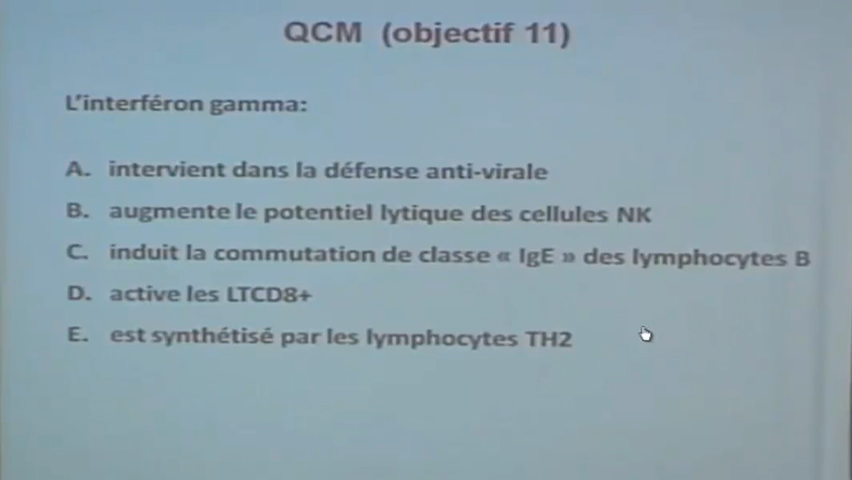 QCM (objectif 11)
L'interféron gamma:
A. intervient dans la défense anti-virale
B. augmente le potentiel lytique des cellules NK
C. induit la commutation de classe « IgE » des lymphocytes B
D. active les LTCD8+
E. est synthétisé par les lymphocytes TH2